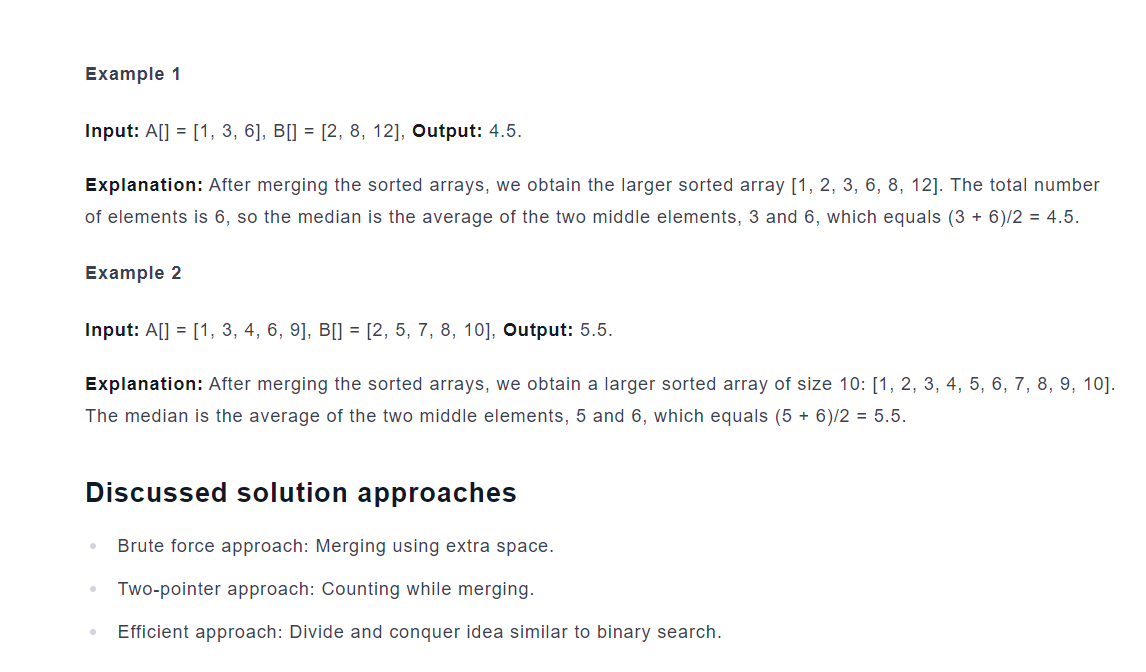 Example 1
Input: A[] = [1, 3, 6], B[] = [2, 8, 12], Output: 4.5.
Explanation: After merging the sorted arrays, we obtain the larger sorted array [1, 2, 3, 6, 8, 12]. The total number
of elements is 6, so the median is the average of the two middle elements, 3 and 6, which equals (3 + 6)/2 = 4.5.
Example 2
Input: A[] = [1, 3, 4, 6, 9], B[] = [2, 5, 7, 8, 10], Output: 5.5.
Explanation: After merging the sorted arrays, we obtain a larger sorted array of size 10: [1, 2, 3, 4, 5, 6, 7, 8, 9, 10].
The median is the average of the two middle elements, 5 and 6, which equals (5 + 6)/2 = 5.5.
Discussed solution approaches
• Brute force approach: Merging using extra space.
• Two-pointer approach: Counting while merging.
• Efficient approach: Divide and conquer idea similar to binary search.